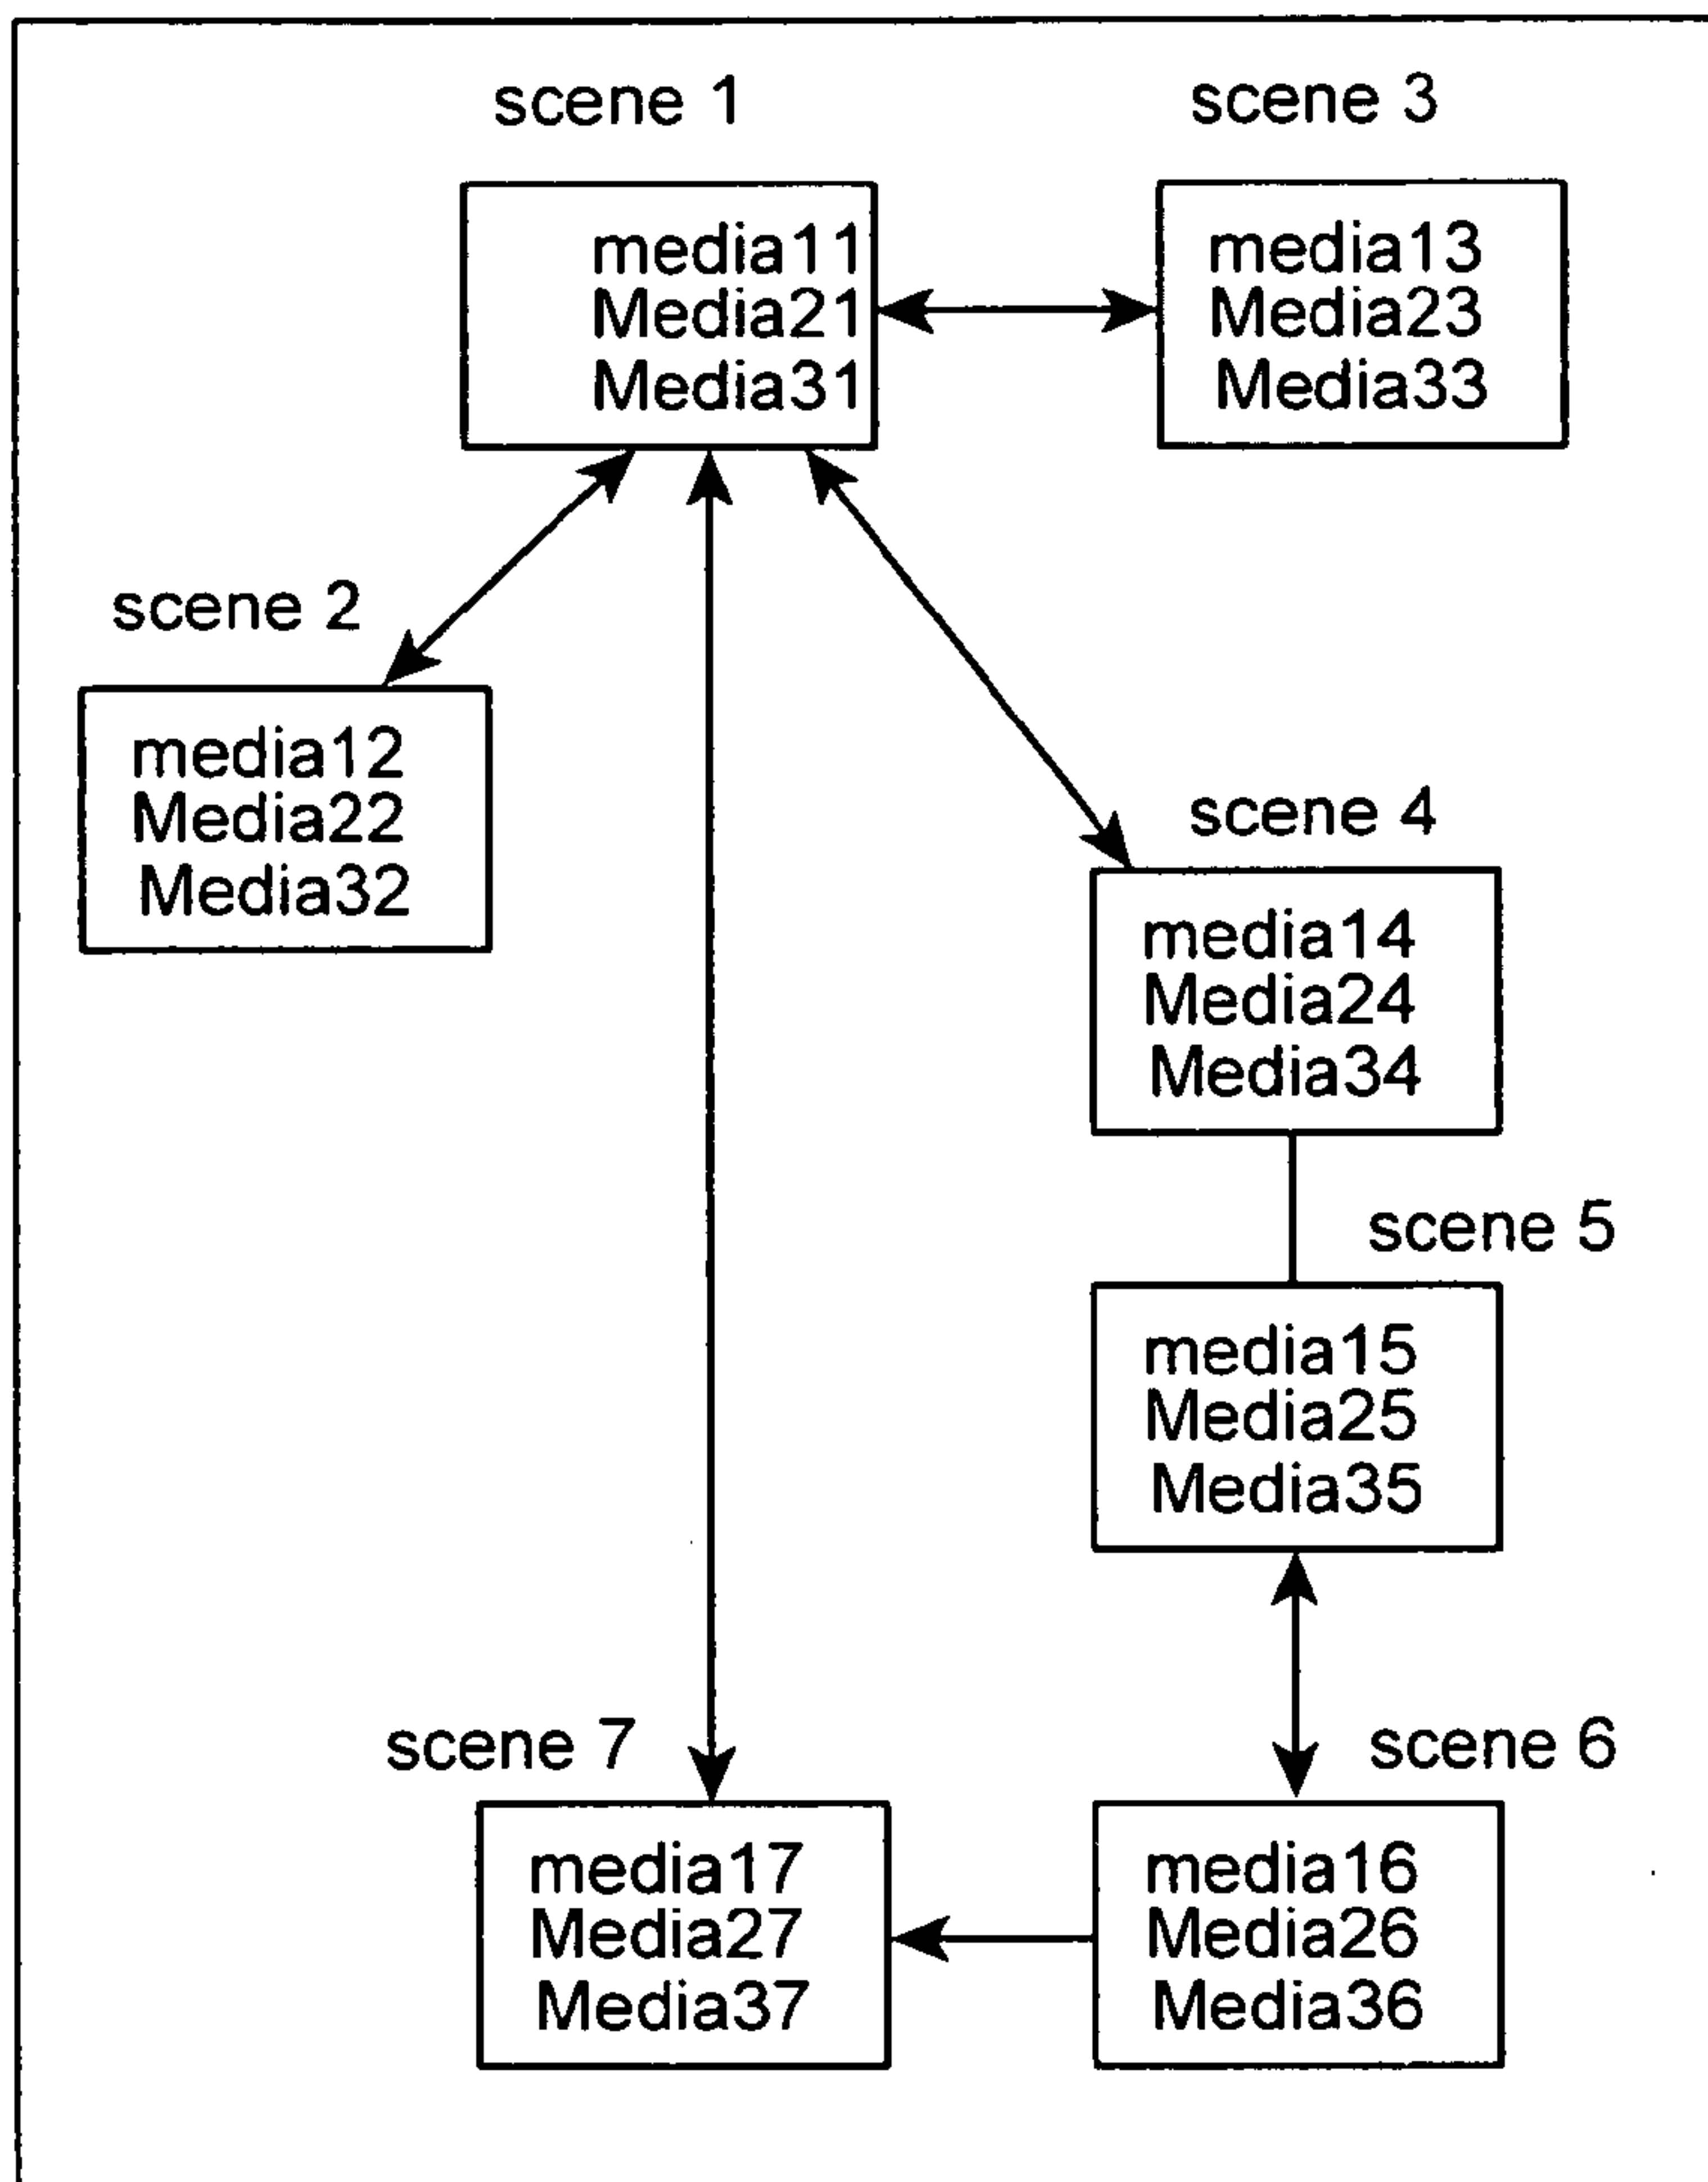 scene 1
media11
Media21
Media31
scene 3
media13
Media23
Media33
scene 2
media12
Media22
Media32
scene 4
media14
Media24
Media34
scene 5
media15
Media25
Media35
scene 7
media17
Media27
Media37
scene 6
media16
Media26
Media36